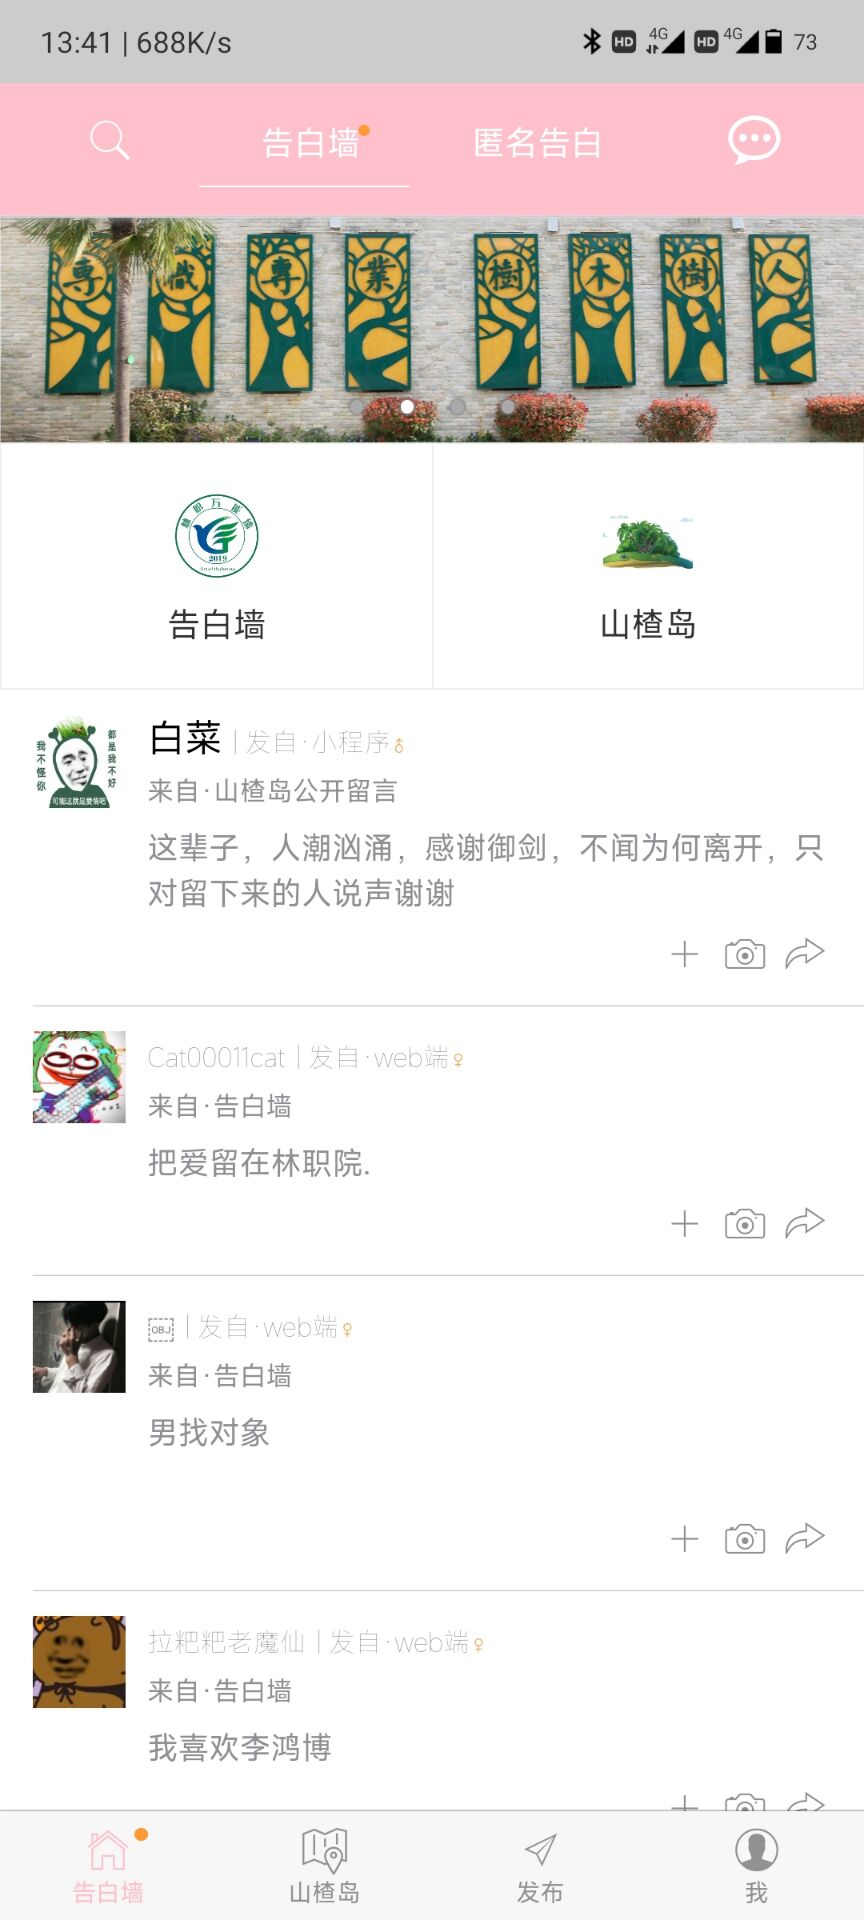 13:41 | 688K/s
HD 4G HD 4G 73
告白墙 匿名告白
專職專業樹木樹人
林职万能墙
2019
告白墙
山楂岛
我不怪你
都是我不好
可能这就是爱情吧
白菜 | 发自·小程序♂
来自·山楂岛公开留言
这辈子，人潮汹涌，感谢御剑，不闻为何离开，只
对留下来的人说声谢谢
Cat00011cat | 发自·web端♀
来自·告白墙
把爱留在林职院.
OBJ | 发自·web端♀
来自·告白墙
男找对象
拉粑粑老魔仙 | 发自·web端♀
来自·告白墙
我喜欢李鸿博
告白墙 山楂岛 发布 我